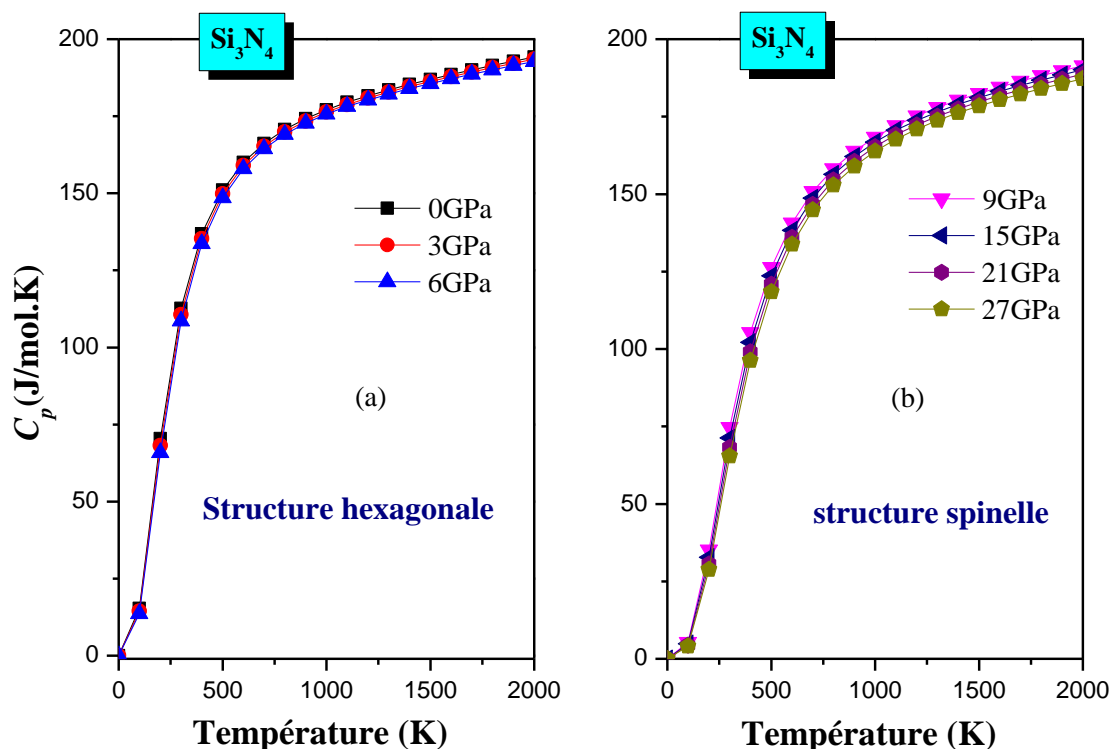 Si3N4
200
150
100
50
0
0GPa
3GPa
6GPa
(a)
Structure hexagonale
0 500 1000 1500 2000
Température (K)
Cp (J/mol.K)
Si3N4
200
150
100
50
0
9GPa
15GPa
21GPa
27GPa
(b)
structure spinelle
0 500 1000 1500 2000
Température (K)